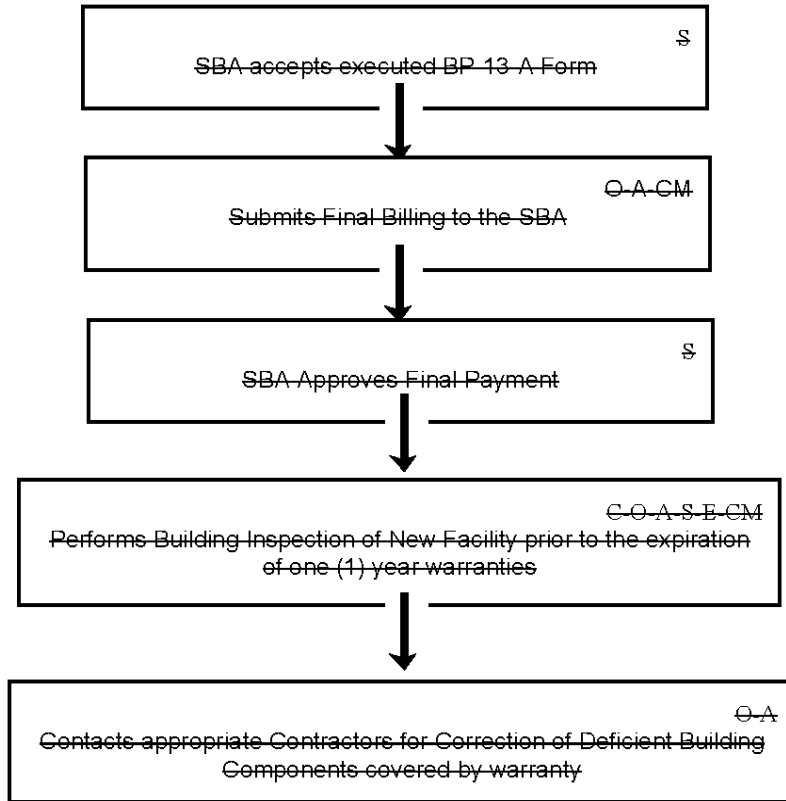 S
SBA accepts executed BP-13-A Form
O-A-CM
Submits Final Billing to the SBA
S
SBA Approves Final Payment
C-O-A-S-E-CM
Performs Building Inspection of New Facility prior to the expiration
of one (1) year warranties
O-A
Contacts appropriate Contractors for Correction of Deficient Building
Components covered by warranty